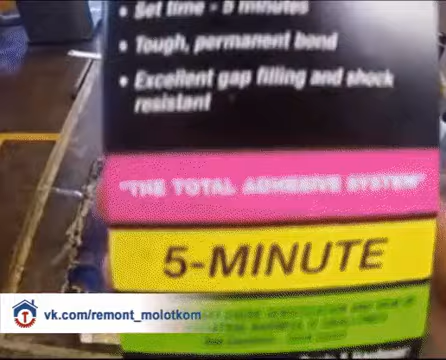 • Set time - 5 minutes
• Tough, permanent bond
• Excellent gap filling and shock
resistant
"THE TOTAL ADHESIVE SYSTEM"
5-MINUTE
vk.com/remont_molotkom